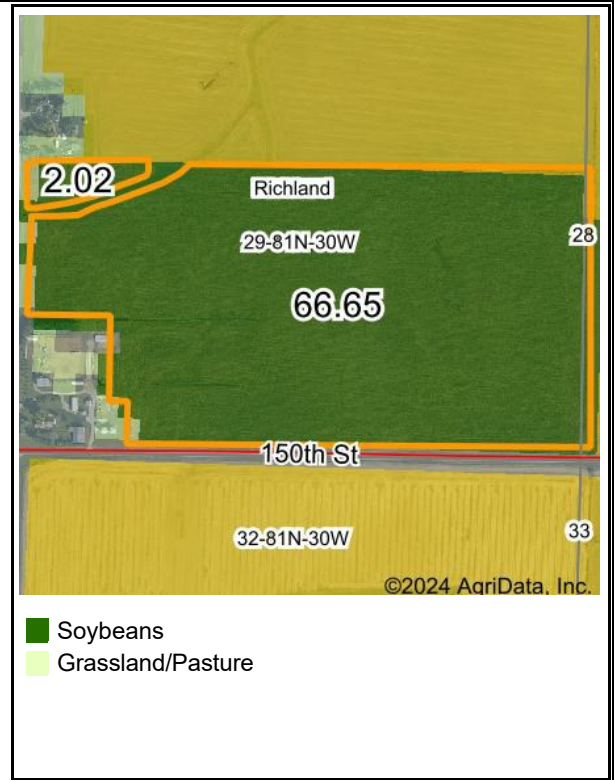 2.02
Richland
29-81N-30W
28
66.65
150th St
32-81N-30W
33
©2024 AgriData, Inc.
Soybeans
Grassland/Pasture